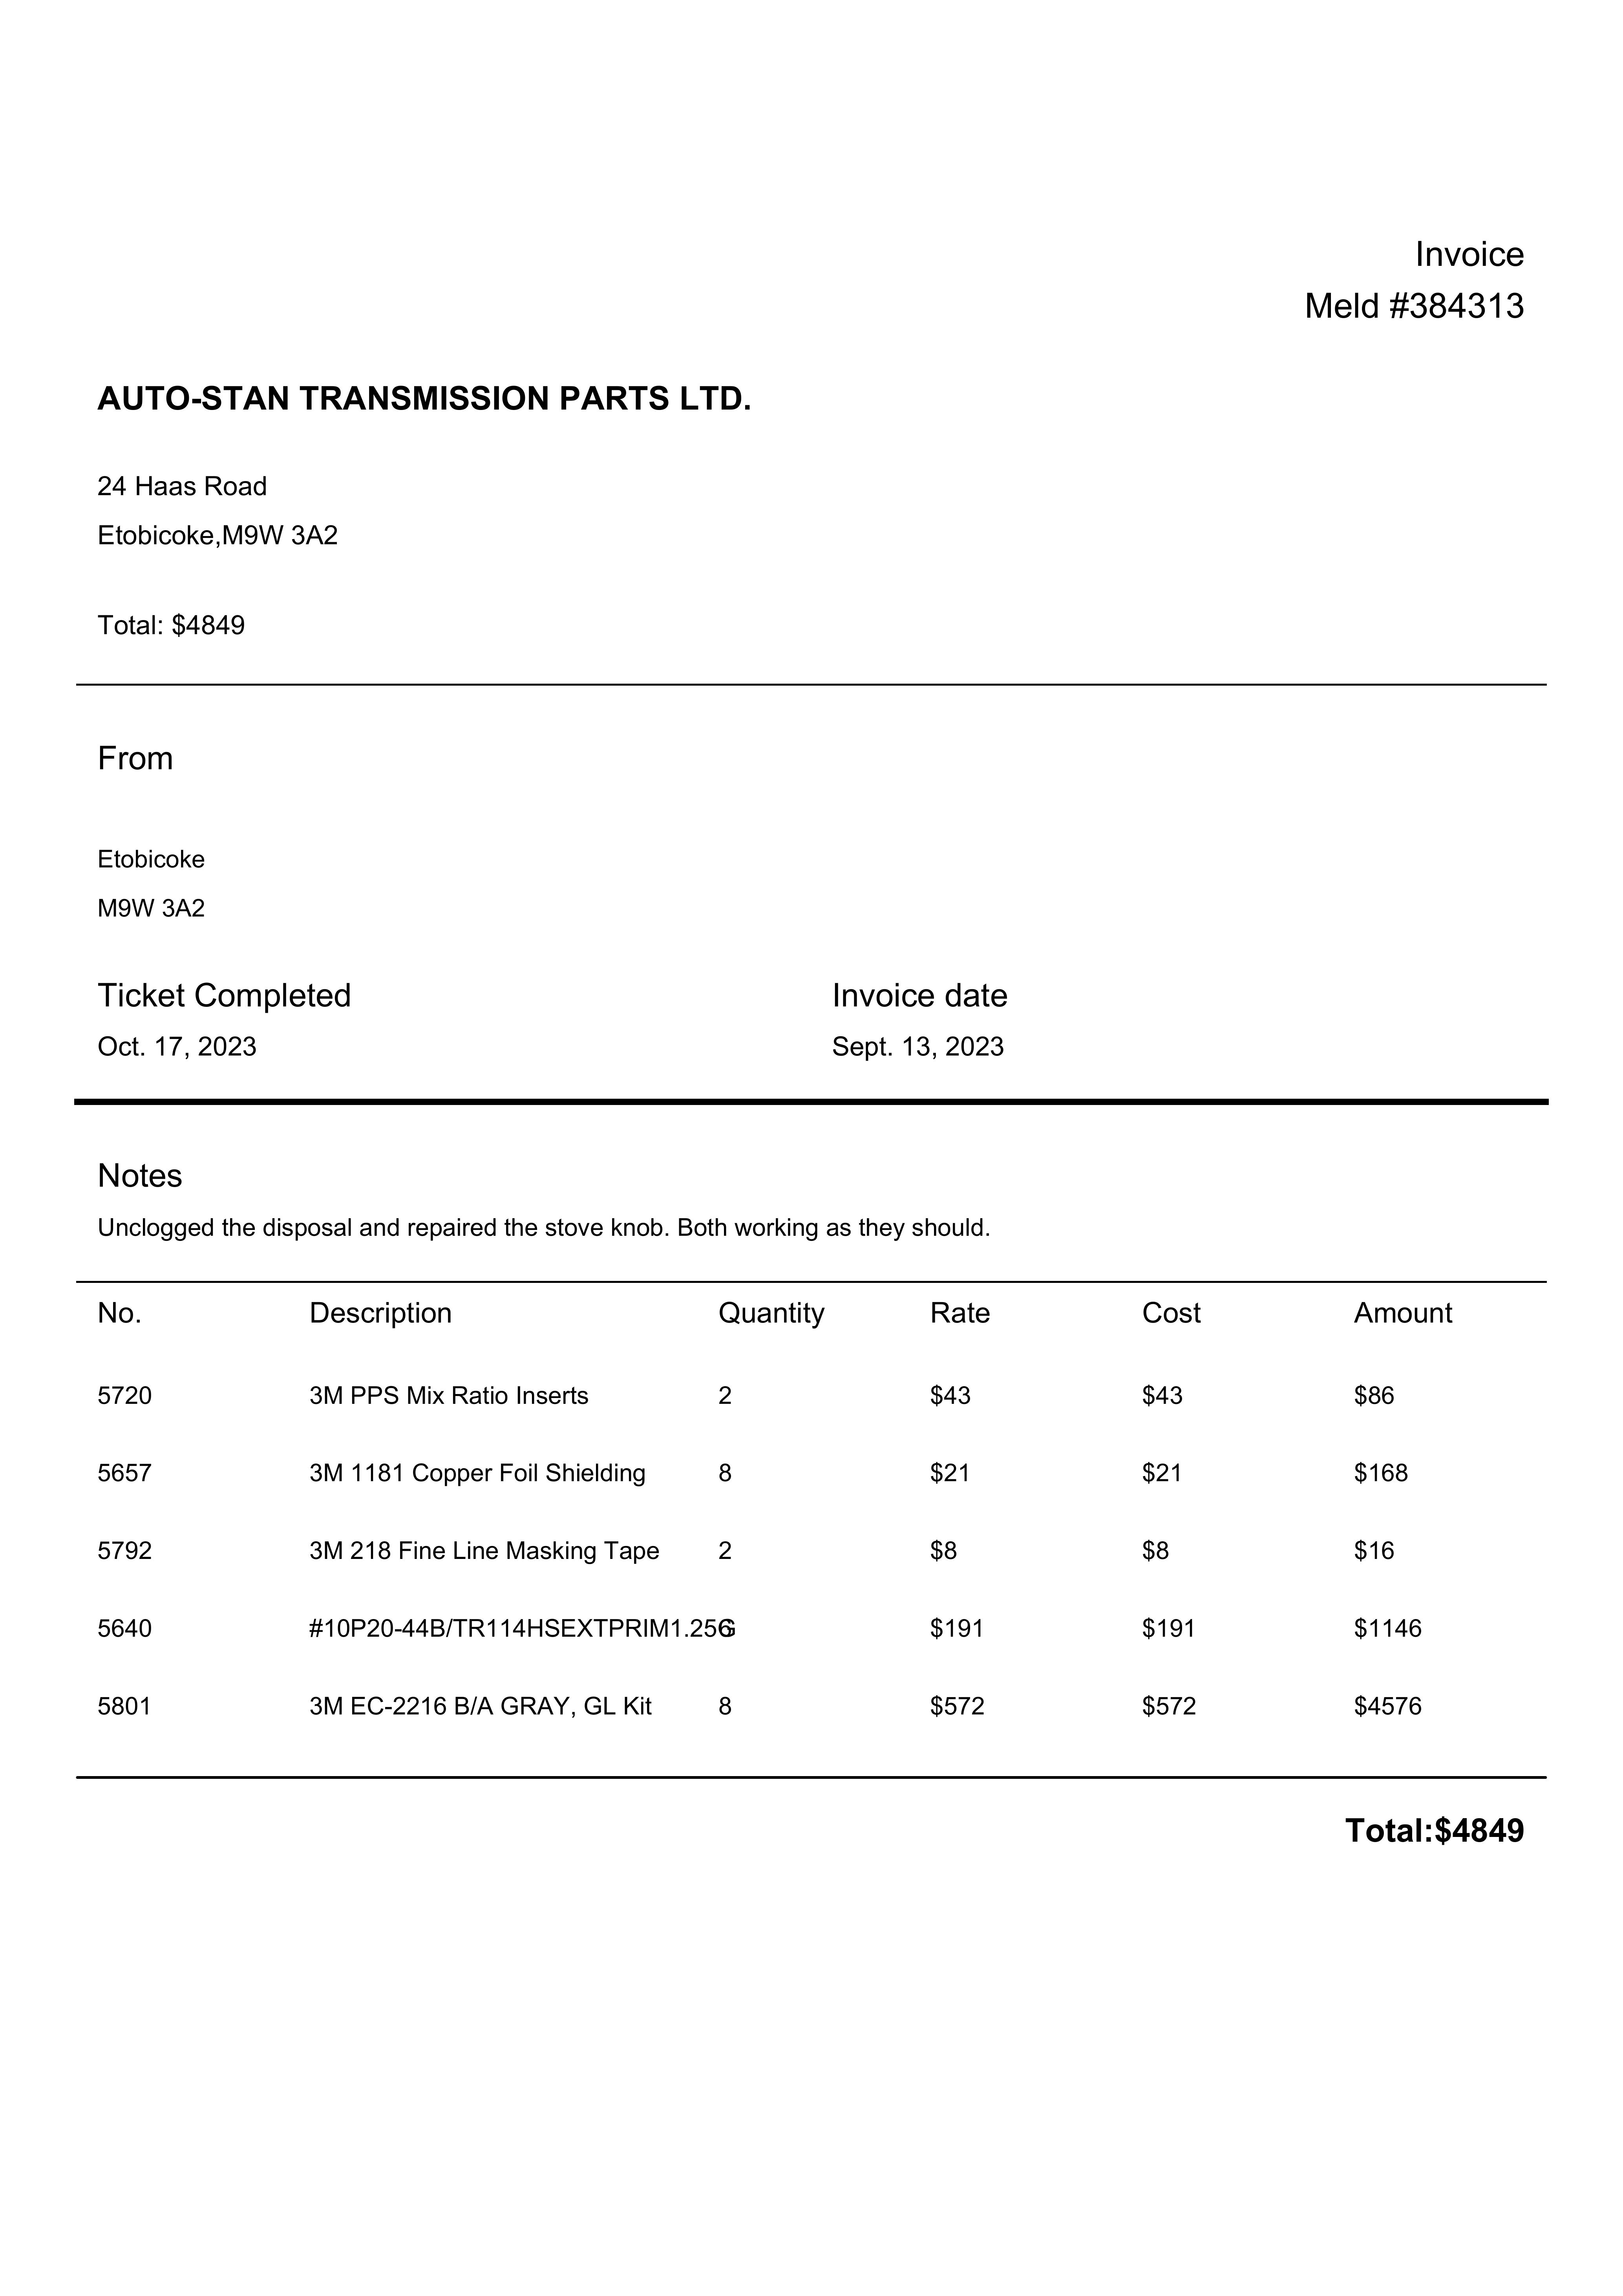 Invoice
Meld #384313
AUTO-STAN TRANSMISSION PARTS LTD.
24 Haas Road
Etobicoke,M9W 3A2
Total: $4849
From
Etobicoke
M9W 3A2
Ticket Completed Invoice date
Oct. 17, 2023 Sept. 13, 2023
Notes
Unclogged the disposal and repaired the stove knob. Both working as they should.
No. Description Quantity Rate Cost Amount
5720 3M PPS Mix Ratio Inserts 2 $43 $43 $86
5657 3M 1181 Copper Foil Shielding 8 $21 $21 $168
5792 3M 218 Fine Line Masking Tape 2 $8 $8 $16
5640 $191 $191 $1146
5801 3M EC-2216 B/A GRAY, GL Kit 8 $572 $572 $4576
Total:$4849